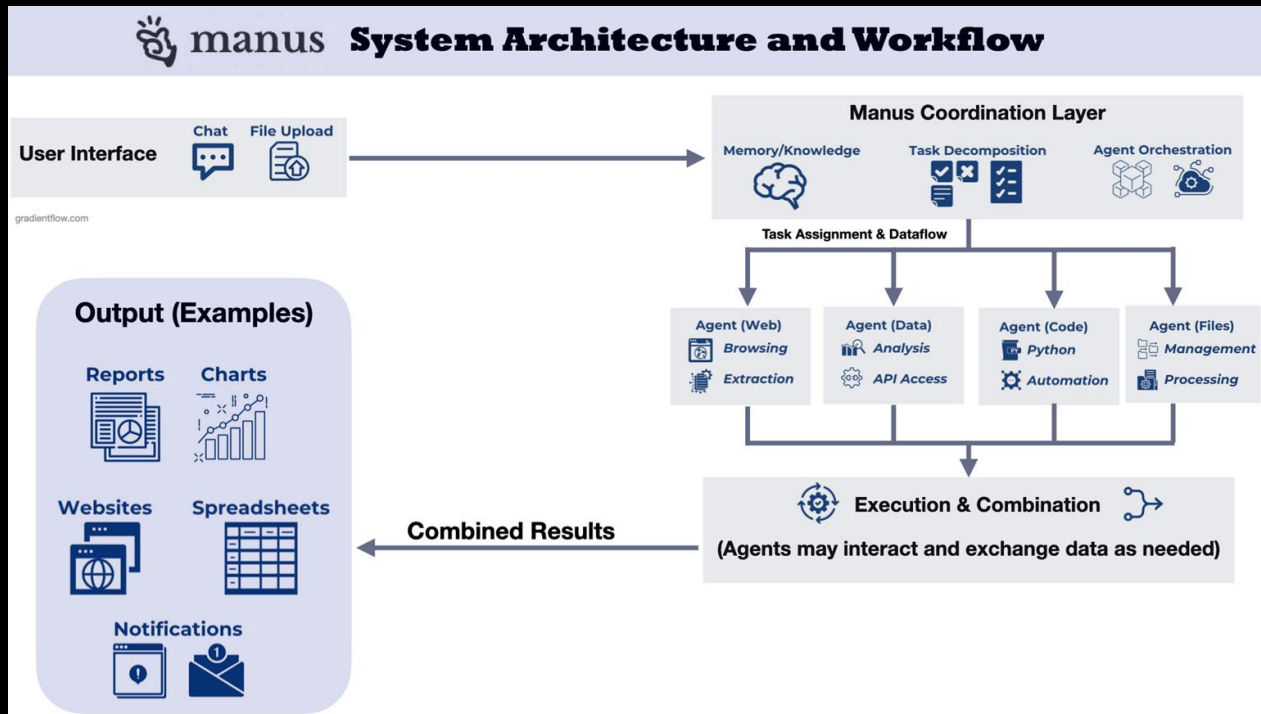 manus System Architecture and Workflow
User Interface
Chat
File Upload
gradientflow.com
Manus Coordination Layer
Memory/Knowledge
Task Decomposition
Agent Orchestration
Task Assignment & Dataflow
Agent (Web)
Browsing
Extraction
Agent (Data)
Analysis
API Access
Agent (Code)
Python
Automation
Agent (Files)
Management
Processing
Execution & Combination
(Agents may interact and exchange data as needed)
Combined Results
Output (Examples)
Reports
Charts
Websites
Spreadsheets
Notifications
1